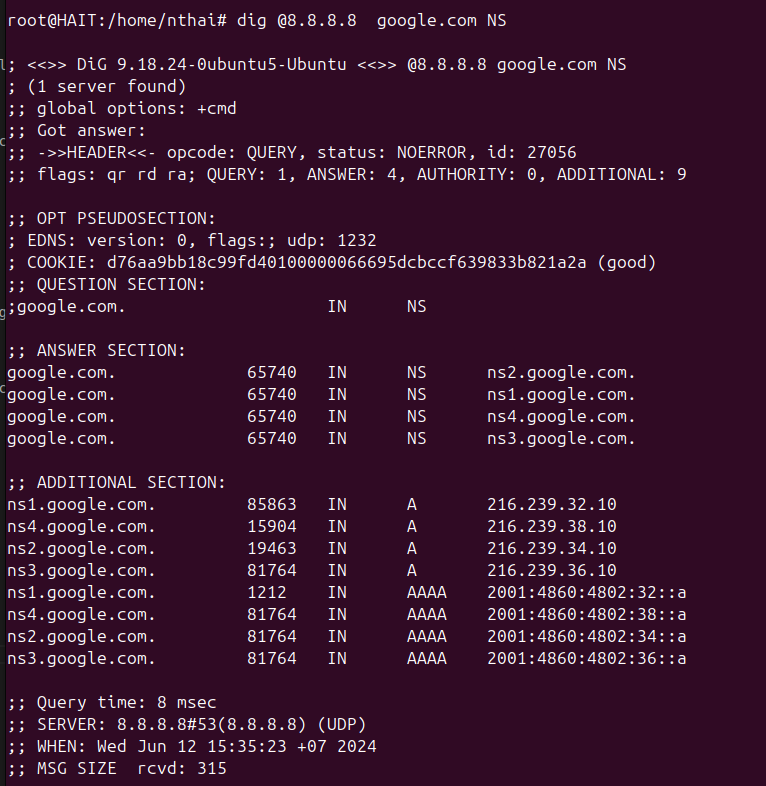 root@HAIT:/home/nthai# dig @8.8.8.8  google.com NS
; <<>> DiG 9.18.24-0ubuntu5-Ubuntu <<>> @8.8.8.8 google.com NS
; (1 server found)
;; global options: +cmd
;; Got answer:
;; ->>HEADER<<- opcode: QUERY, status: NOERROR, id: 27056
;; flags: qr rd ra; QUERY: 1, ANSWER: 4, AUTHORITY: 0, ADDITIONAL: 9
;; OPT PSEUDOSECTION:
; EDNS: version: 0, flags:; udp: 1232
; COOKIE: d76aa9bb18c99fd40100000066695dcbccf639833b821a2a (good)
;; QUESTION SECTION:
;google.com. IN NS
;; ANSWER SECTION:
google.com. 65740 IN NS ns2.google.com.
google.com. 65740 IN NS ns1.google.com.
google.com. 65740 IN NS ns4.google.com.
google.com. 65740 IN NS ns3.google.com.
;; ADDITIONAL SECTION:
ns1.google.com. 85863 IN A 216.239.32.10
ns4.google.com. 15904 IN A 216.239.38.10
ns2.google.com. 19463 IN A 216.239.34.10
ns3.google.com. 81764 IN A 216.239.36.10
ns1.google.com. 1212 IN AAAA 2001:4860:4802:32::a
ns4.google.com. 81764 IN AAAA 2001:4860:4802:38::a
ns2.google.com. 81764 IN AAAA 2001:4860:4802:34::a
ns3.google.com. 81764 IN AAAA 2001:4860:4802:36::a
;; Query time: 8 msec
;; SERVER: 8.8.8.8#53(8.8.8.8) (UDP)
;; WHEN: Wed Jun 12 15:35:23 +07 2024
;; MSG SIZE  rcvd: 315